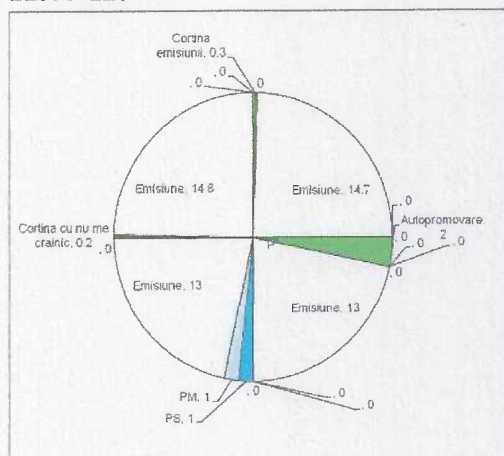 Cortina
emisiunii, 0.3
, 0
, 0
0
Emisiune, 14.8
Emisiune, 14.7
, 0
Autopromovare,
2
, 0
, 0
, 0
, 0
Cortina cu nu me
crainic, 0.2
, 0
P
Emisiune, 13
Emisiune, 13
PM, 1
PS, 1
, 0
, 0
, 0